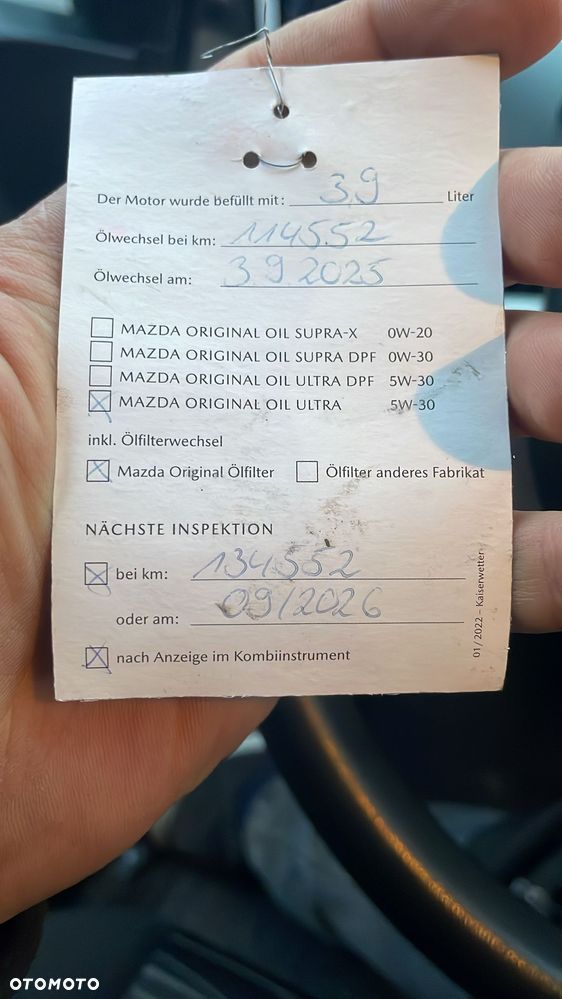 Der Motor wurde befüllt mit: 3.9 Liter
Ölwechsel bei km: 114552
Ölwechsel am: 3.9.2025
MAZDA ORIGINAL OIL SUPRA-X 0W-20
MAZDA ORIGINAL OIL SUPRA DPF 0W-30
MAZDA ORIGINAL OIL ULTRA DPF 5W-30
MAZDA ORIGINAL OIL ULTRA 5W-30
inkl. Ölfilterwechsel
Mazda Original Ölfilter Ölfilter anderes Fabrikat
NÄCHSTE INSPEKTION
bei km: 134552
oder am: 09/2026
nach Anzeige im Kombiinstrument
01/2022 – Kaiserwetter
OTOMOTO